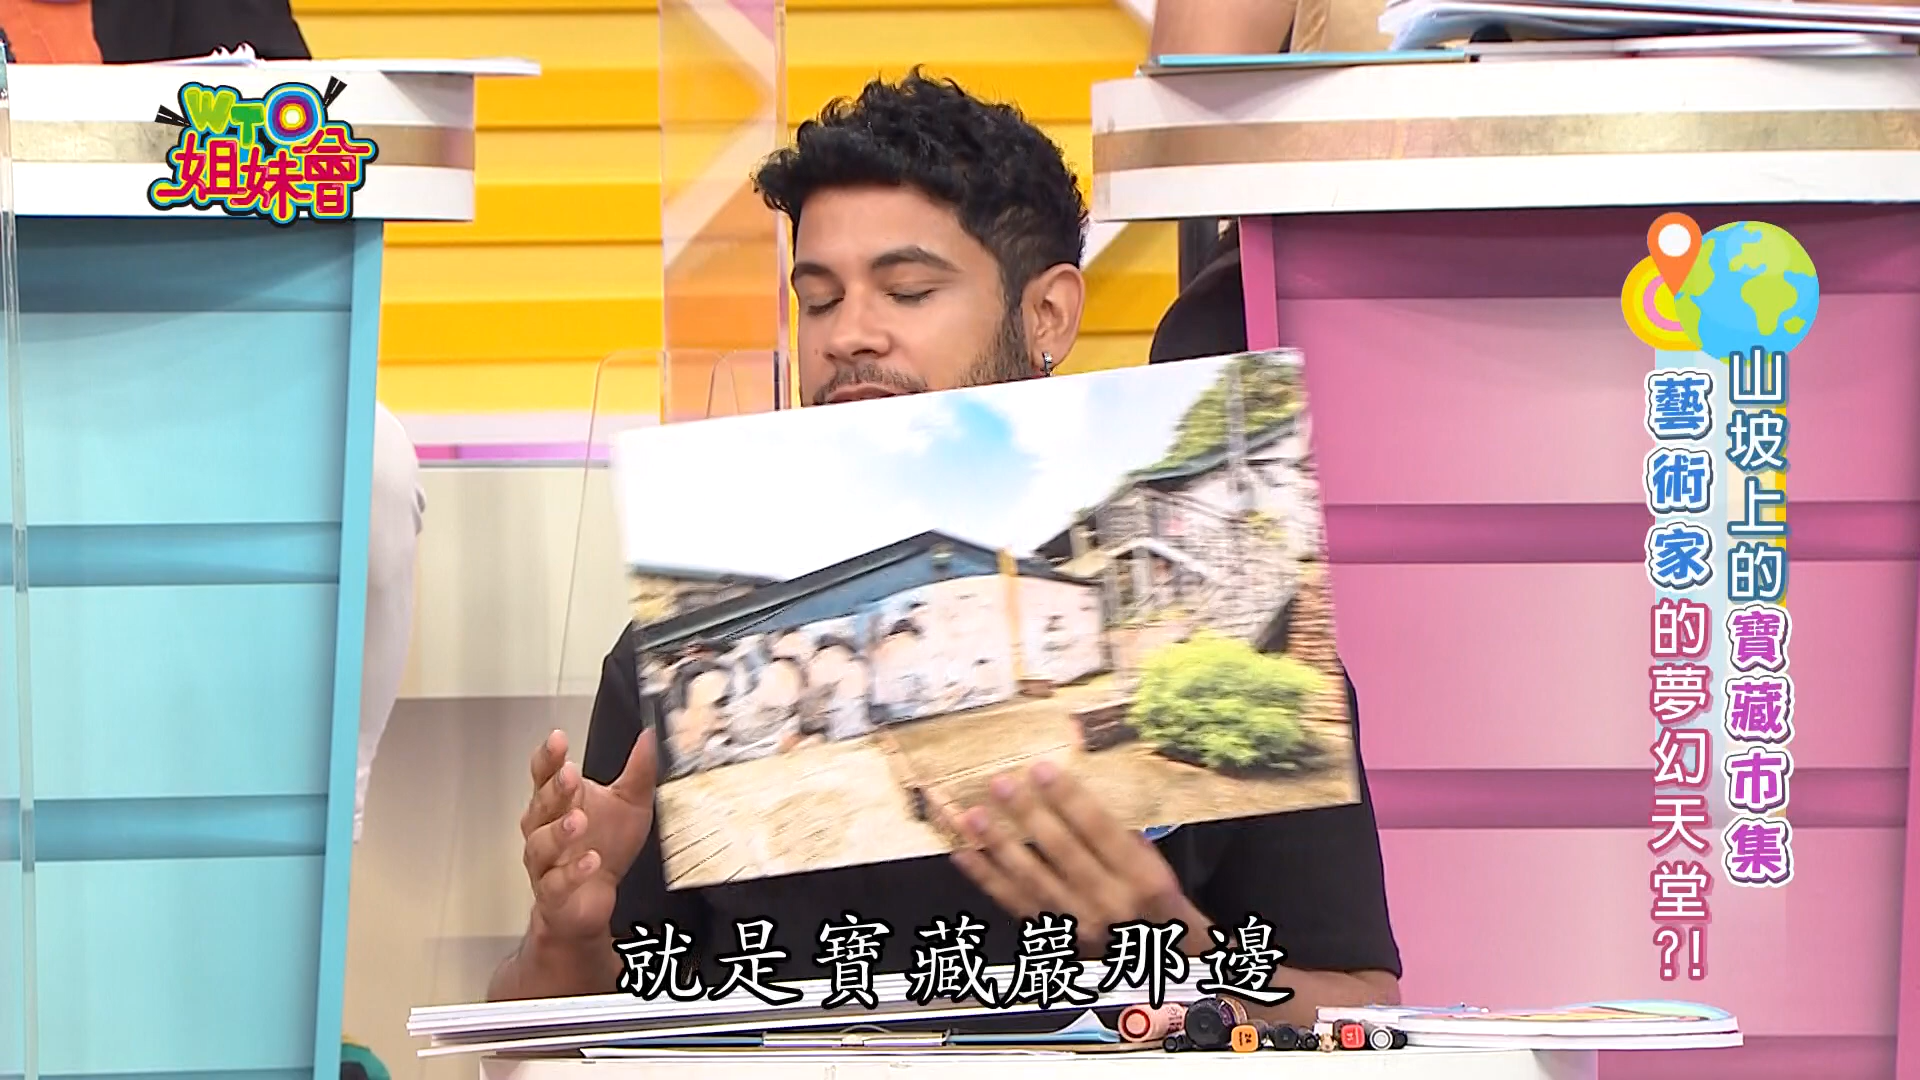 WTO
姐妹會
山坡上的寶藏市集
藝術家的夢幻天堂?!
就是寶藏巖那邊